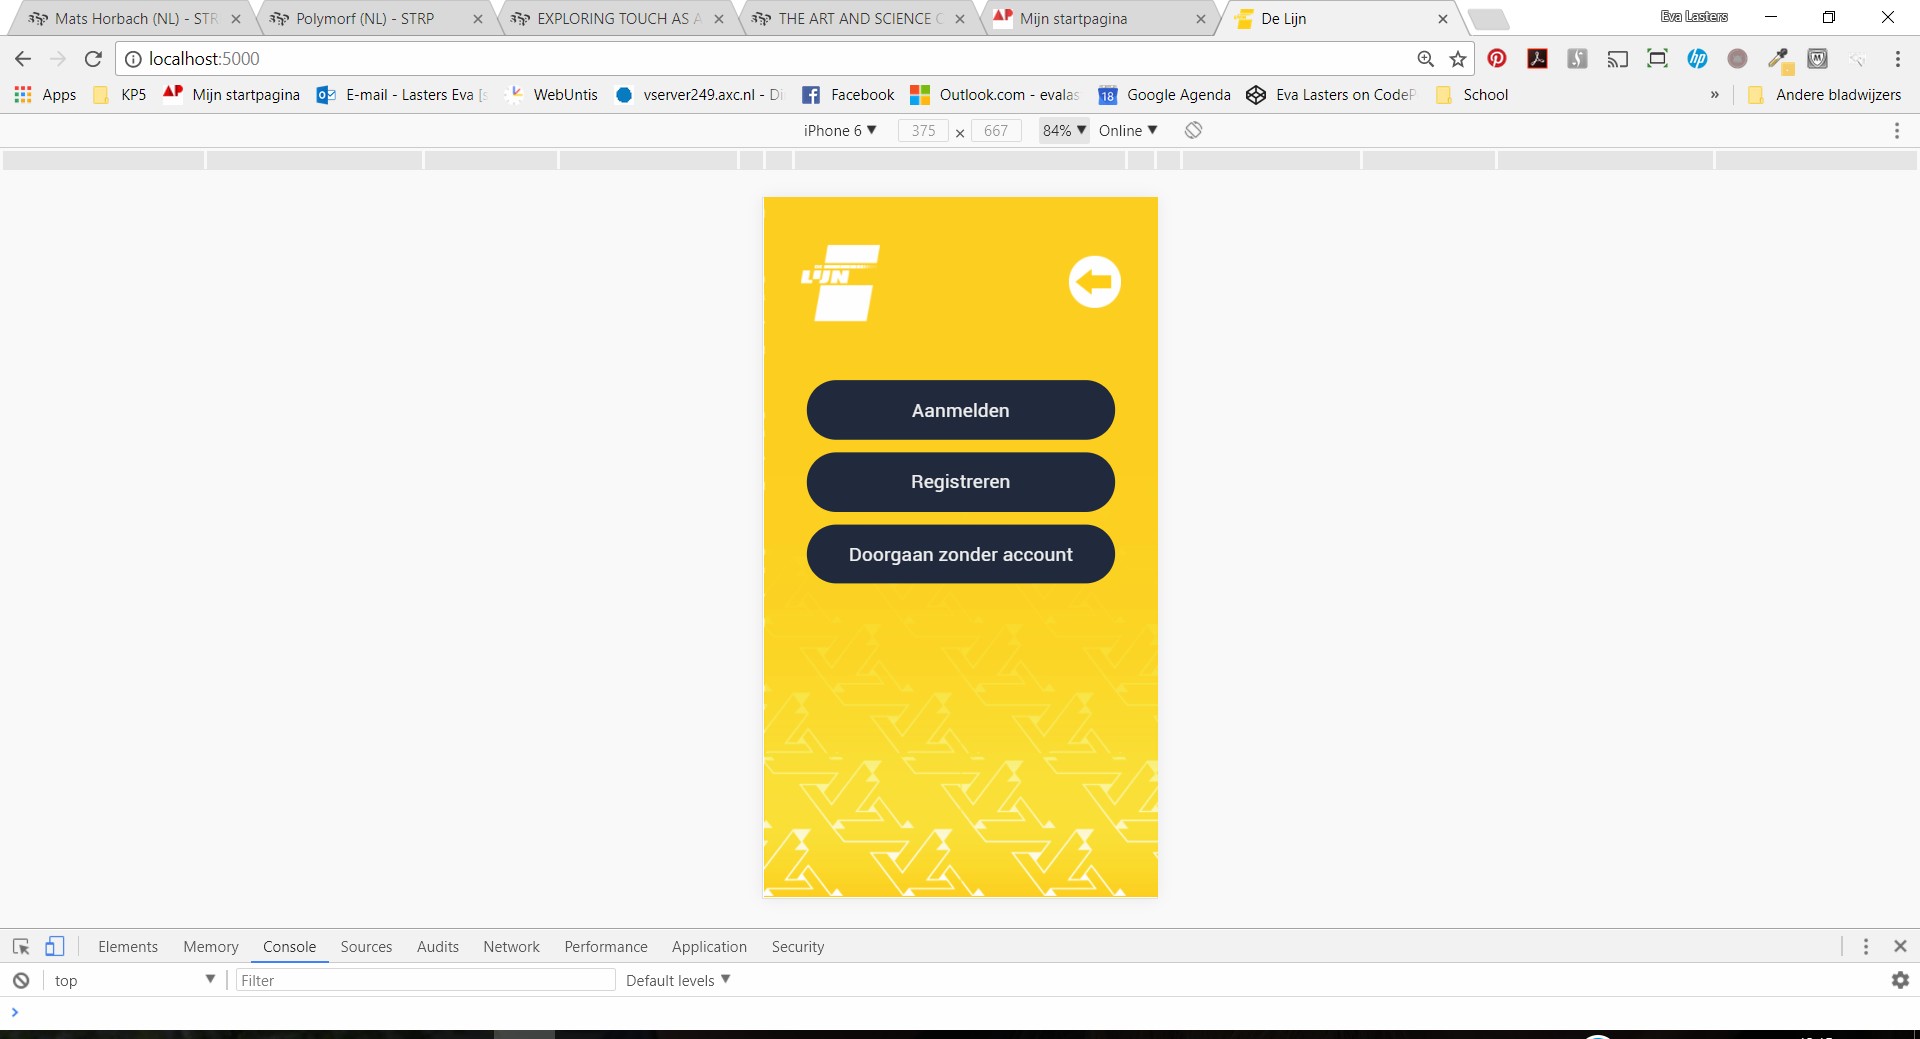 Mats Horbach (NL) - STR
Polymorf (NL) - STRP
EXPLORING TOUCH AS A
THE ART AND SCIENCE
Mijn startpagina
De Lijn
Eva Lasters
localhost:5000
Apps
KP5
Mijn startpagina
E-mail - Lasters Eva [s
WebUntis
vserver249.axc.nl - Di
Facebook
Outlook.com - evalas
18
Google Agenda
Eva Lasters on CodeP
School
»
Andere bladwijzers
iPhone 6 375 x 667 84% Online
LIJN
Aanmelden
Registreren
Doorgaan zonder account
Elements Memory Console Sources Audits Network Performance Application Security
top Filter Default levels